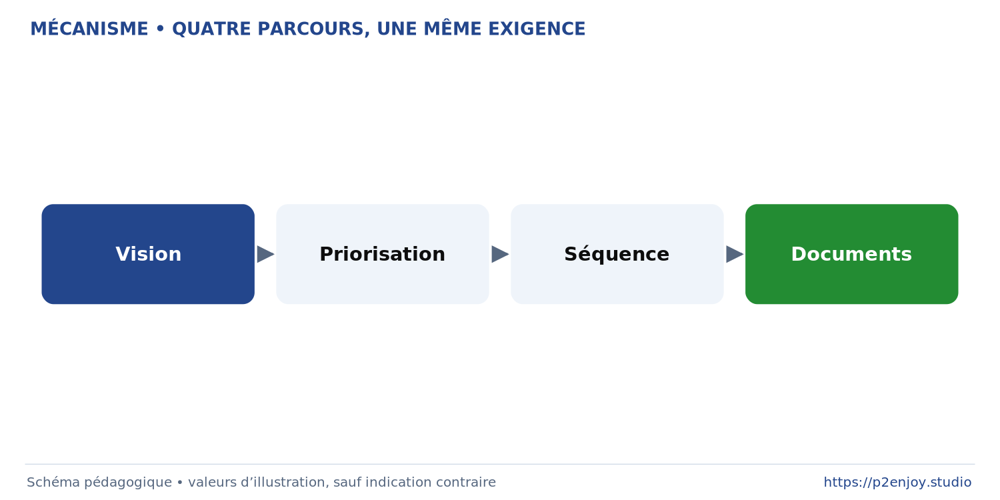 MÉCANISME • QUATRE PARCOURS, UNE MÊME EXIGENCE
Vision
Priorisation
Séquence
Documents
Schéma pédagogique • valeurs d’illustration, sauf indication contraire
https://p2enjoy.studio